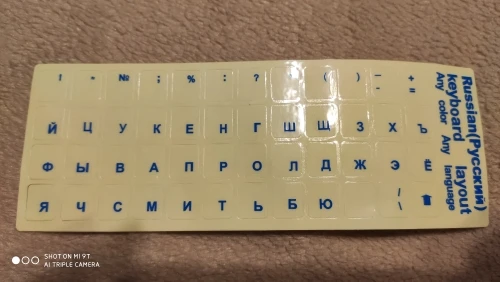 ! " № ; % : ? ( ) _ - + =
Й Ц У К Е Н Г Ш Щ З Х Ъ
Ф Ы В А П Р О Л Д Ж Э Ё
Я Ч С М И Т Ь Б Ю / \
Russian(Русский)
keyboard layout
Any color Any language
SHOT ON MI 9T
AI TRIPLE CAMERA